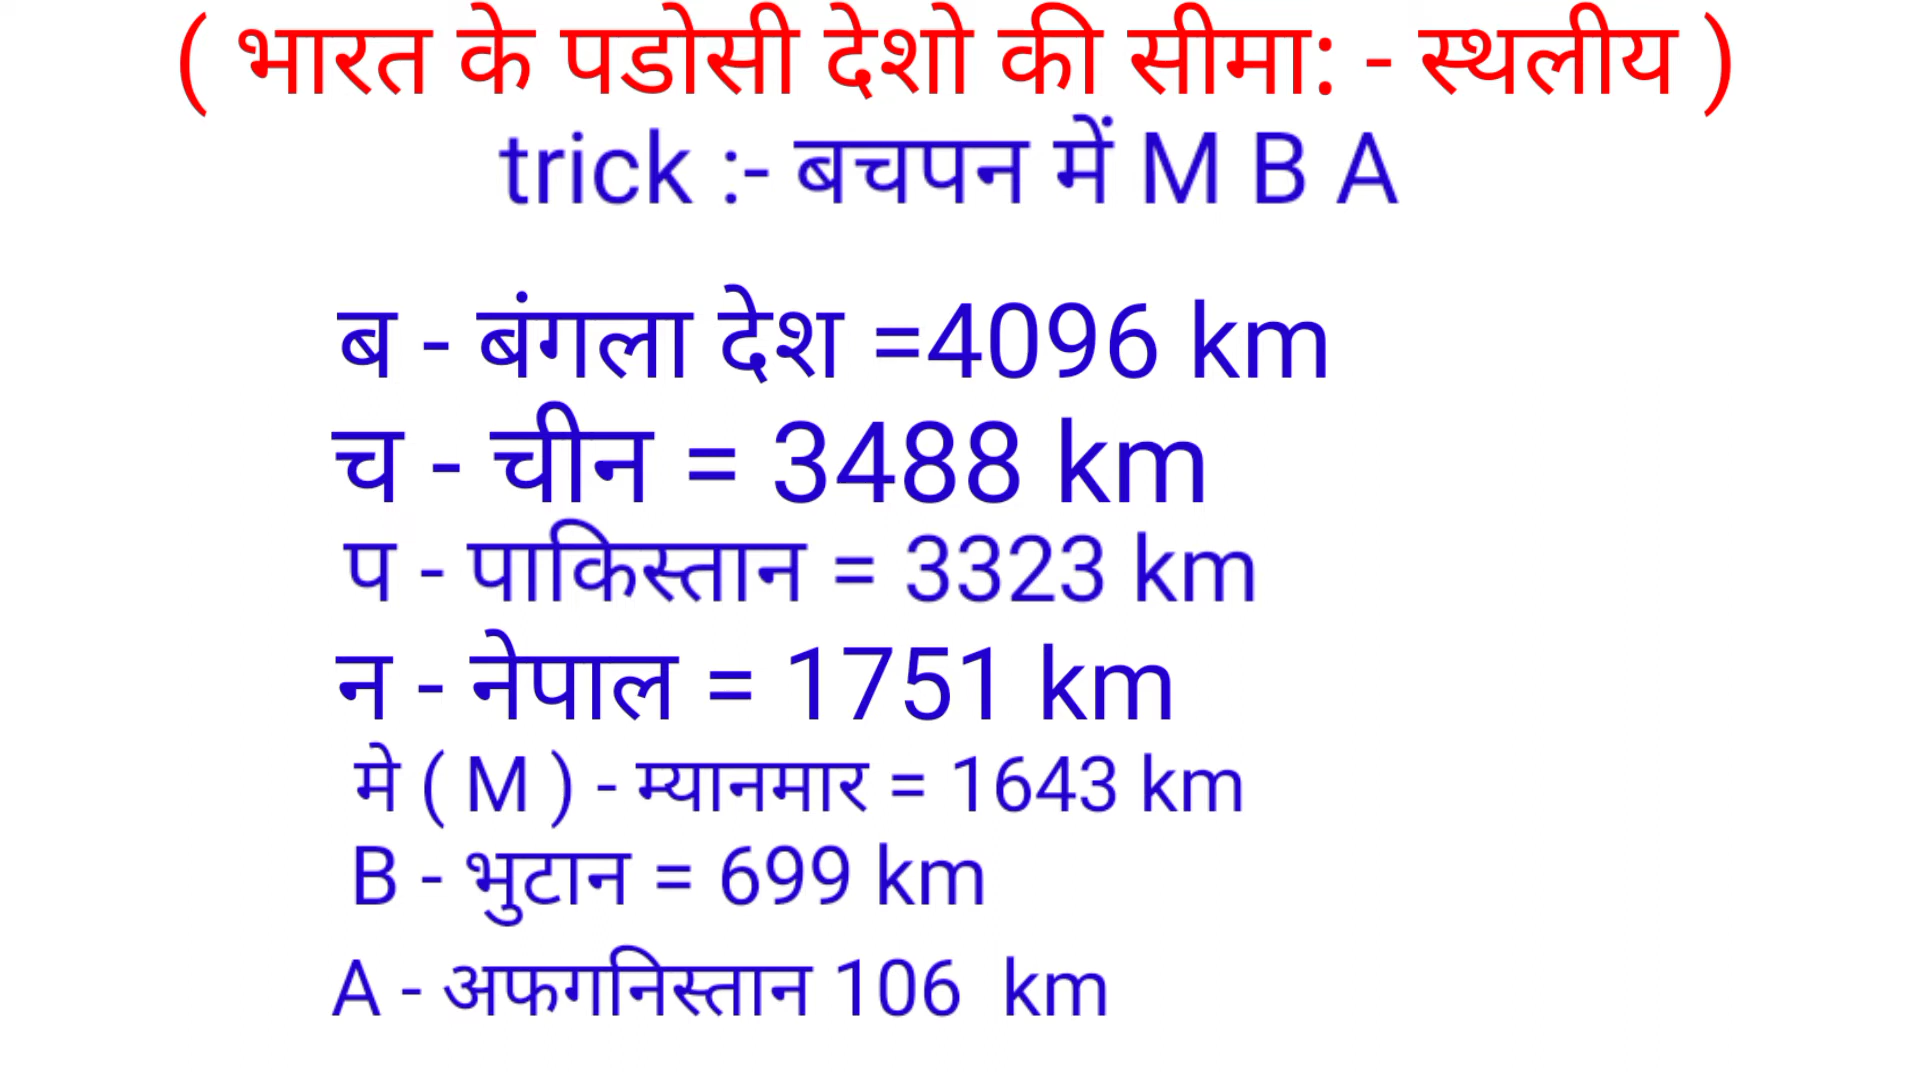 ( भारत के पडोसी देशो की सीमा: - स्थलीय )
trick :- बचपन में M B A
ब - बंगला देश =4096 km
च - चीन = 3488 km
प - पाकिस्तान = 3323 km
न - नेपाल = 1751 km
मे ( M ) - म्यानमार = 1643 km
B - भुटान = 699 km
A - अफगनिस्तान 106 km